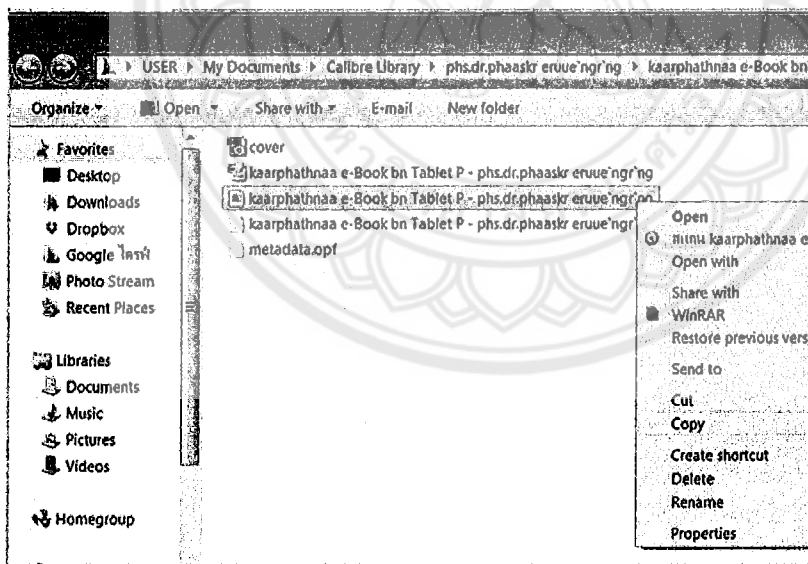 USER ▸ My Documents ▸ Calibre Library ▸ phs.dr.phaaskr eruue`ngr`ng ▸ kaarphathnaa e-Book bn
Organize Open Share with E-mail New folder
Favorites
Desktop
Downloads
Dropbox
Google ไดรฟ์
Photo Stream
Recent Places
Libraries
Documents
Music
Pictures
Videos
Homegroup
cover
kaarphathnaa e-Book bn Tablet P - phs.dr.phaaskr eruue`ngr`ng
kaarphathnaa e-Book bn Tablet P - phs.dr.phaaskr eruue`ngr`ng
kaarphathnaa e-Book bn Tablet P - phs.dr.phaaskr eruue`ngr
metadata.opf
Open
สแกน kaarphathnaa e
Open with
Share with
WinRAR
Restore previous vers
Send to
Cut
Copy
Create shortcut
Delete
Rename
Properties